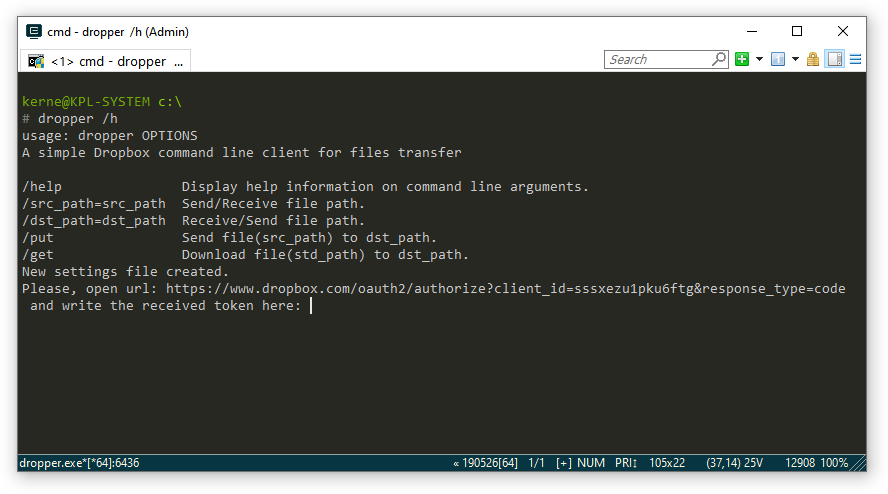 cmd - dropper /h (Admin)
<1> cmd - dropper ...
Search
1
kerne@KPL-SYSTEM c:\
# dropper /h
usage: dropper OPTIONS
A simple Dropbox command line client for files transfer
/help Display help information on command line arguments.
/src_path=src_path Send/Receive file path.
/dst_path=dst_path Receive/Send file path.
/put Send file(src_path) to dst_path.
/get Download file(std_path) to dst_path.
New settings file created.
Please, open url: https://www.dropbox.com/oauth2/authorize?client_id=sssxezu1pku6ftg&response_type=code
and write the received token here:
dropper.exe*[*64]:6436 « 190526[64] 1/1 [+] NUM PRI↕ 105x22 (37,14) 25V 12908 100%